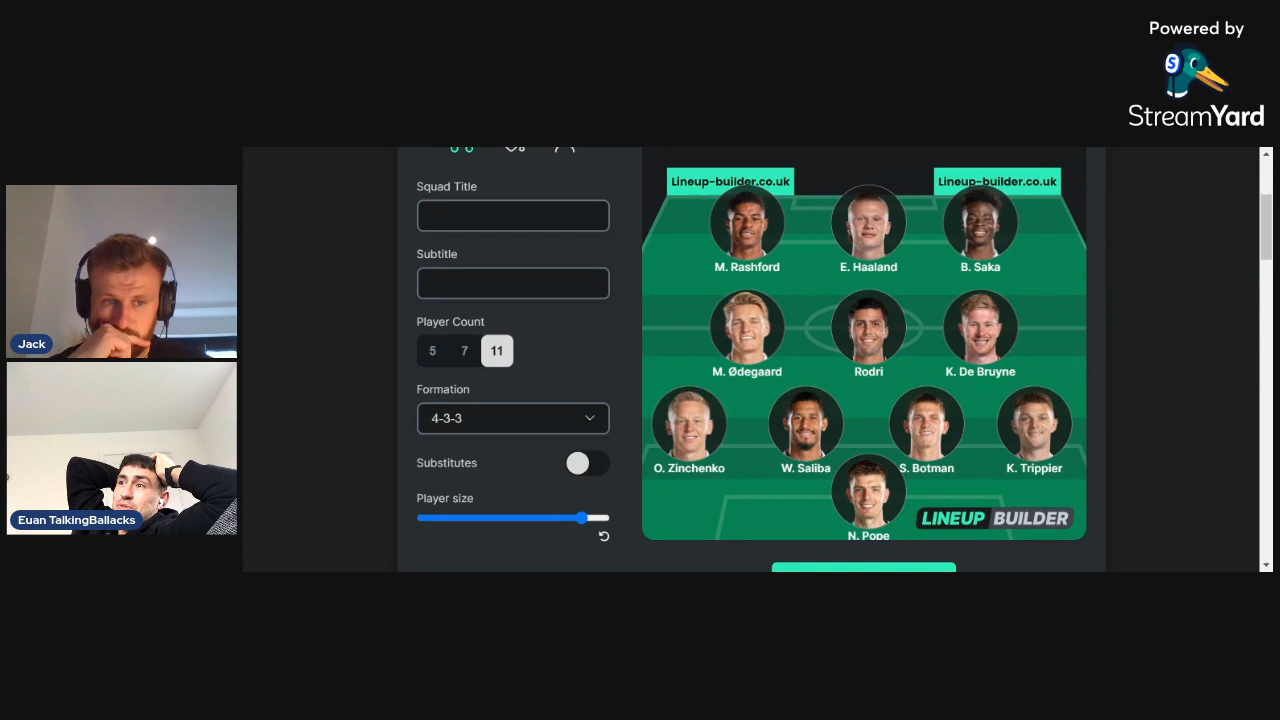 Powered by
StreamYard
Jack
Euan TalkingBallacks
Squad Title
Subtitle
Player Count
5 7 11
Formation
4-3-3
Substitutes
Player size
Lineup-builder.co.uk Lineup-builder.co.uk
M. Rashford E. Haaland B. Saka
M. Ødegaard Rodri K. De Bruyne
O. Zinchenko W. Saliba S. Botman K. Trippier
N. Pope
LINEUP BUILDER